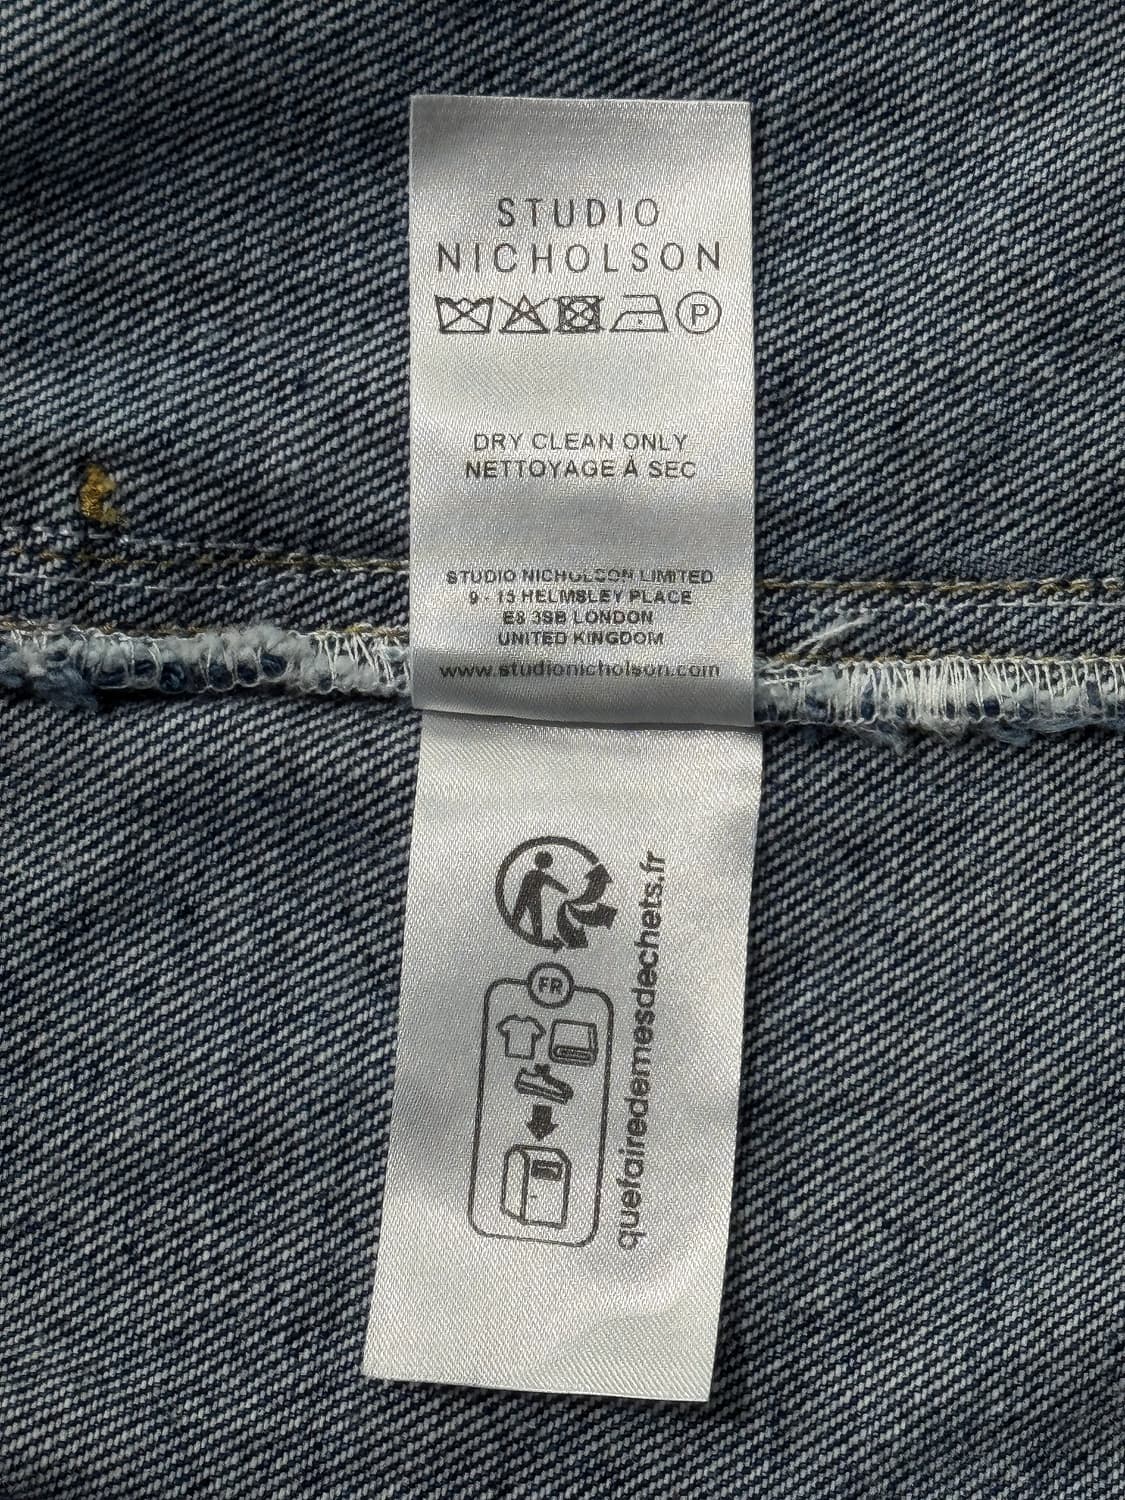 STUDIO
NICHOLSON
P
DRY CLEAN ONLY
NETTOYAGE À SEC
STUDIO NICHOLSON LIMITED
9 - 15 HELMSLEY PLACE
E8 3SB LONDON
UNITED KINGDOM
www.studionicholson.com
FR
quefairedemesdechets.fr